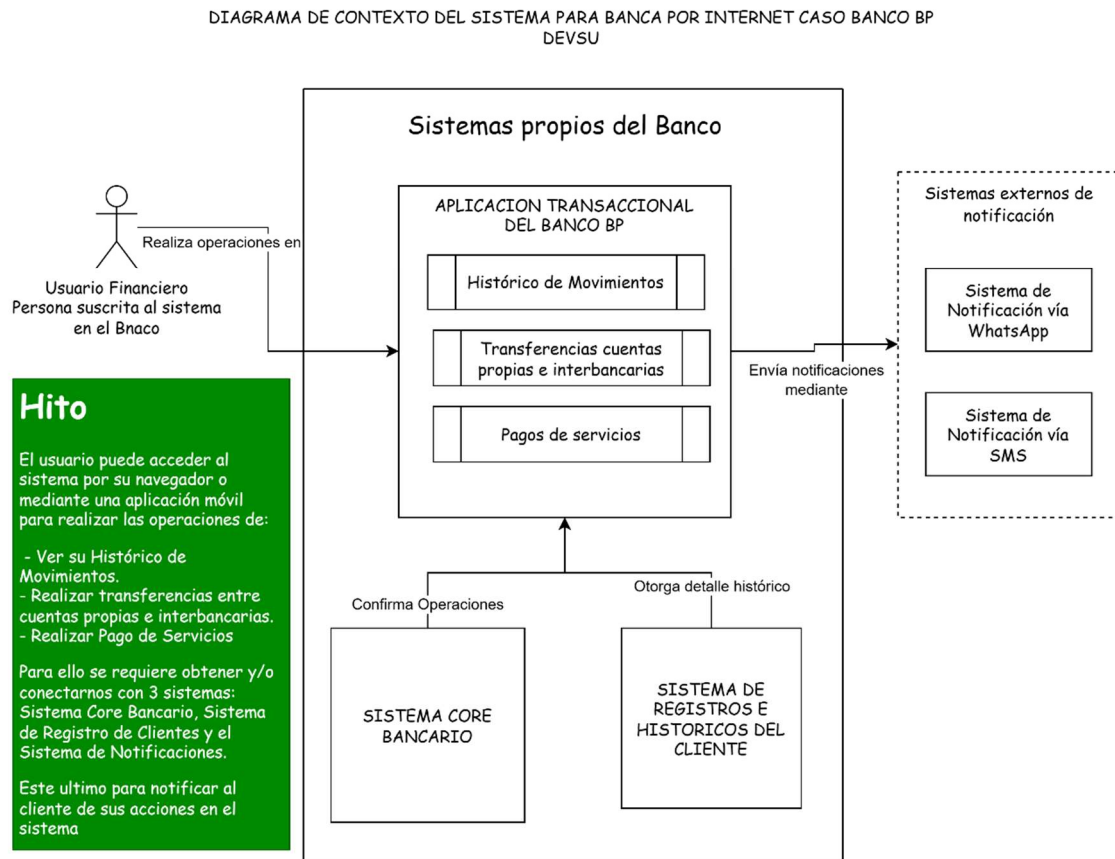 DIAGRAMA DE CONTEXTO DEL SISTEMA PARA BANCA POR INTERNET CASO BANCO BP
DEVSU
Sistemas propios del Banco
Realiza operaciones en
Usuario Financiero
Persona suscrita al sistema
en el Bnaco
APLICACION TRANSACCIONAL
DEL BANCO BP
Histórico de Movimientos
Transferencias cuentas
propias e interbancarias
Pagos de servicios
Envía notificaciones
mediante
Sistemas externos de
notificación
Sistema de
Notificación vía
WhatsApp
Sistema de
Notificación vía
SMS
Confirma Operaciones
Otorga detalle histórico
SISTEMA CORE
BANCARIO
SISTEMA DE
REGISTROS E
HISTORICOS DEL
CLIENTE
Hito
El usuario puede acceder al
sistema por su navegador o
mediante una aplicación móvil
para realizar las operaciones de:
- Ver su Histórico de
Movimientos.
- Realizar transferencias entre
cuentas propias e interbancarias.
- Realizar Pago de Servicios
Para ello se requiere obtener y/o
conectarnos con 3 sistemas:
Sistema Core Bancario, Sistema
de Registro de Clientes y el
Sistema de Notificaciones.
Este ultimo para notificar al
cliente de sus acciones en el
sistema